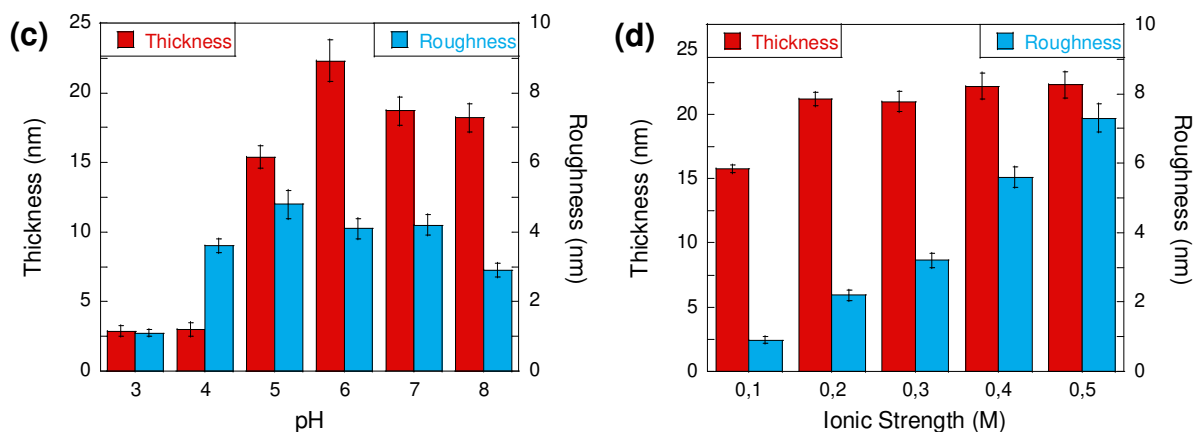 (c)
Thickness
Roughness
25
20
15
10
5
0
Thickness (nm)
10
8
6
4
2
0
Roughness (nm)
3 4 5 6 7 8
pH
(d)
Thickness
Roughness
25
20
15
10
5
0
Thickness (nm)
10
8
6
4
2
0
Roughness (nm)
0,1 0,2 0,3 0,4 0,5
Ionic Strength (M)